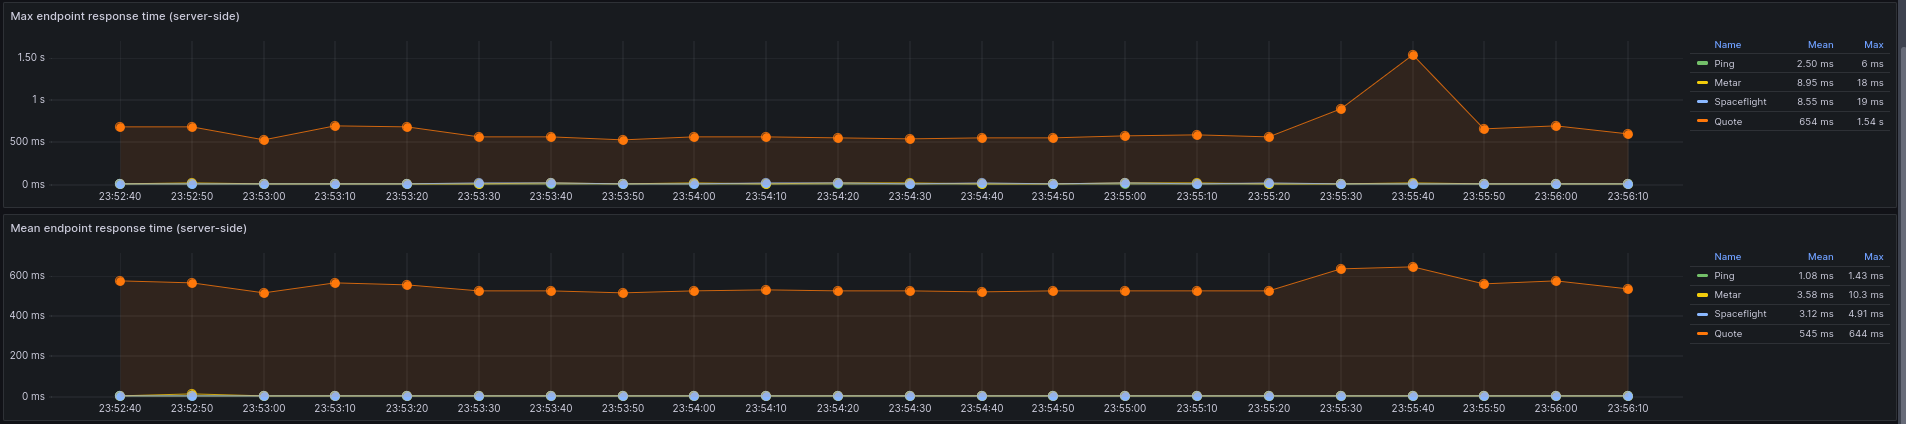 Max endpoint response time (server-side)
1.50 s
1 s
500 ms
0 ms
23:52:40 23:52:50 23:53:00 23:53:10 23:53:20 23:53:30 23:53:40 23:53:50 23:54:00 23:54:10 23:54:20 23:54:30 23:54:40 23:54:50 23:55:00 23:55:10 23:55:20 23:55:30 23:55:40 23:55:50 23:56:00 23:56:10
Name Mean Max
Ping 2.50 ms 6 ms
Metar 8.95 ms 18 ms
Spaceflight 8.55 ms 19 ms
Quote 654 ms 1.54 s
Mean endpoint response time (server-side)
600 ms
400 ms
200 ms
0 ms
23:52:40 23:52:50 23:53:00 23:53:10 23:53:20 23:53:30 23:53:40 23:53:50 23:54:00 23:54:10 23:54:20 23:54:30 23:54:40 23:54:50 23:55:00 23:55:10 23:55:20 23:55:30 23:55:40 23:55:50 23:56:00 23:56:10
Name Mean Max
Ping 1.08 ms 1.43 ms
Metar 3.58 ms 10.3 ms
Spaceflight 3.12 ms 4.91 ms
Quote 545 ms 644 ms